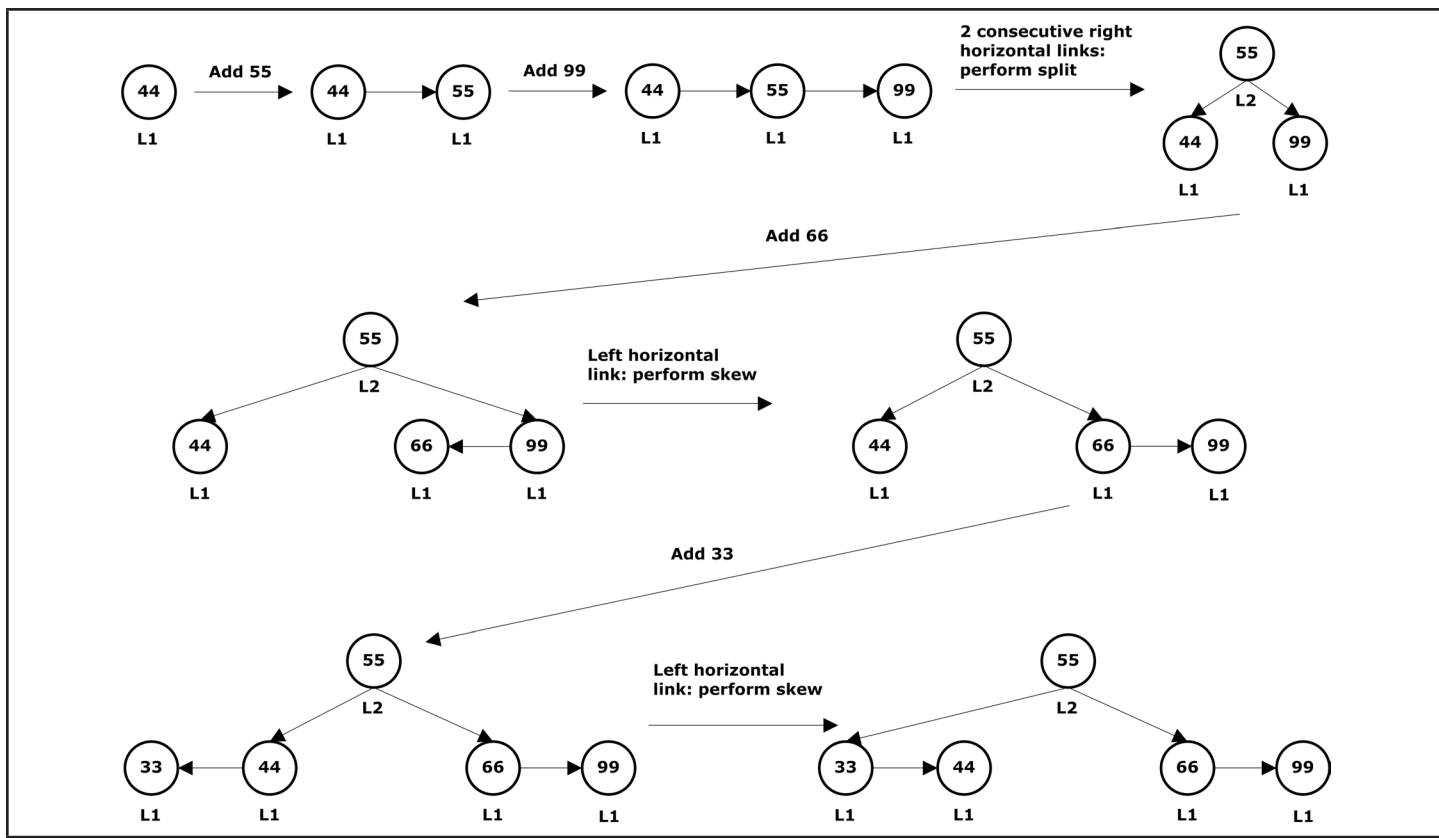 2 consecutive right
horizontal links:
perform split
44 Add 55 44 55 Add 99 44 55 99 55
L1 L1 L1 L1 L1 L1 L2
44 99
L1 L1
Add 66
55 Left horizontal
link: perform skew 55
L2 L2
44 66 99 44 66 99
L1 L1 L1 L1 L1 L1
Add 33
55 Left horizontal
link: perform skew 55
L2 L2
33 44 66 99 33 44 66 99
L1 L1 L1 L1 L1 L1 L1 L1